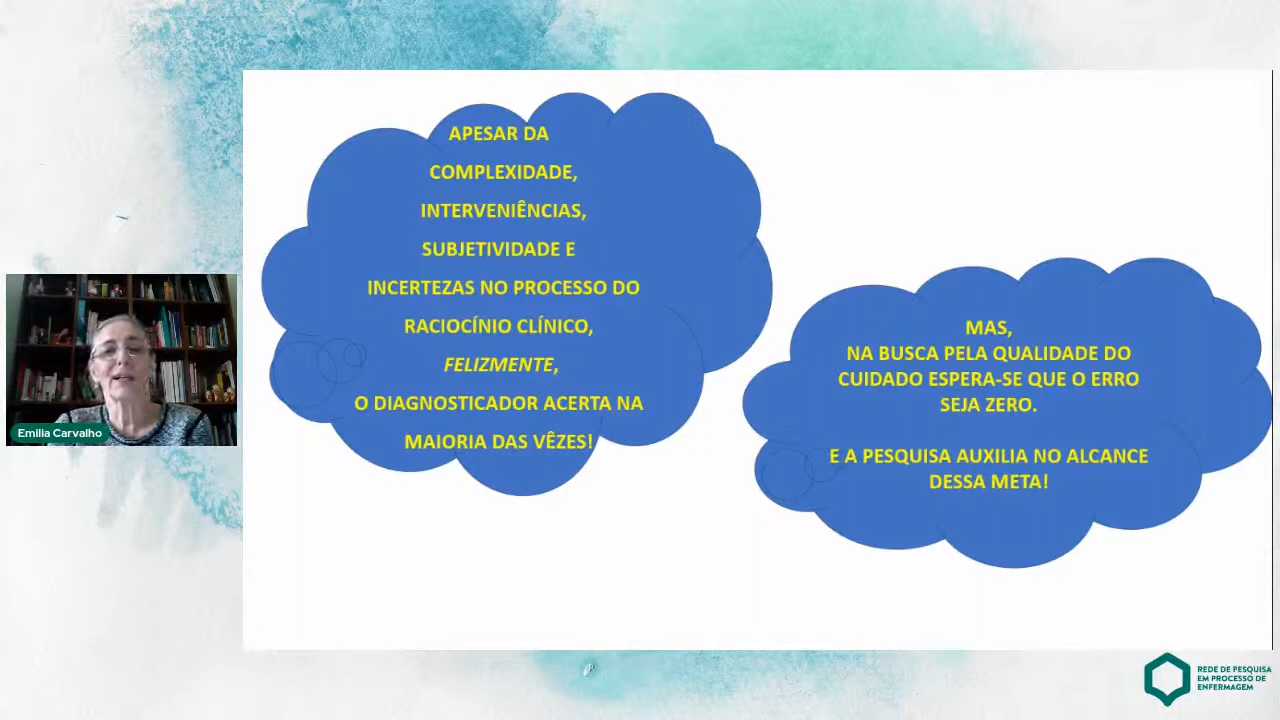 APESAR DA
COMPLEXIDADE,
INTERVENIÊNCIAS,
SUBJETIVIDADE E
INCERTEZAS NO PROCESSO DO
RACIOCÍNIO CLÍNICO,
FELIZMENTE,
O DIAGNOSTICADOR ACERTA NA
MAIORIA DAS VÊZES!
MAS,
NA BUSCA PELA QUALIDADE DO
CUIDADO ESPERA-SE QUE O ERRO
SEJA ZERO.
E A PESQUISA AUXILIA NO ALCANCE
DESSA META!
Emilia Carvalho
REDE DE PESQUISA
EM PROCESSO DE
ENFERMAGEM